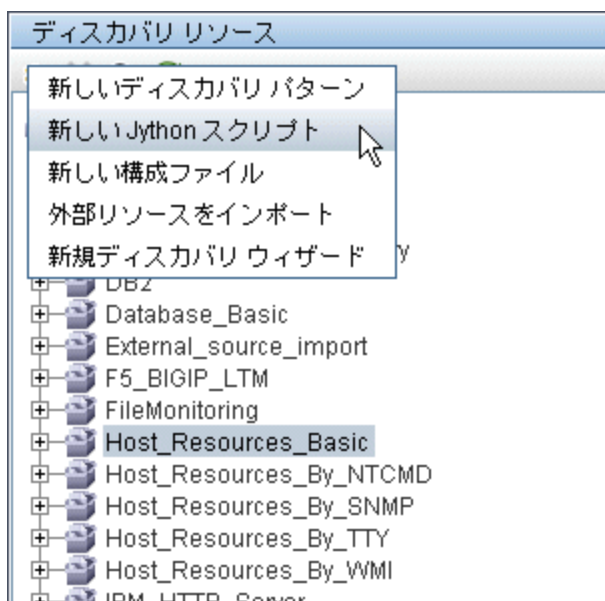 ディスカバリ リソース
新しいディスカバリ パターン
新しい Jython スクリプト
新しい構成ファイル
外部リソースをインポート
新規ディスカバリ ウィザード
y
DB2
Database_Basic
External_source_import
F5_BIGIP_LTM
FileMonitoring
Host_Resources_Basic
Host_Resources_By_NTCMD
Host_Resources_By_SNMP
Host_Resources_By_TTY
Host_Resources_By_WMI
IBM_HTTP_Server